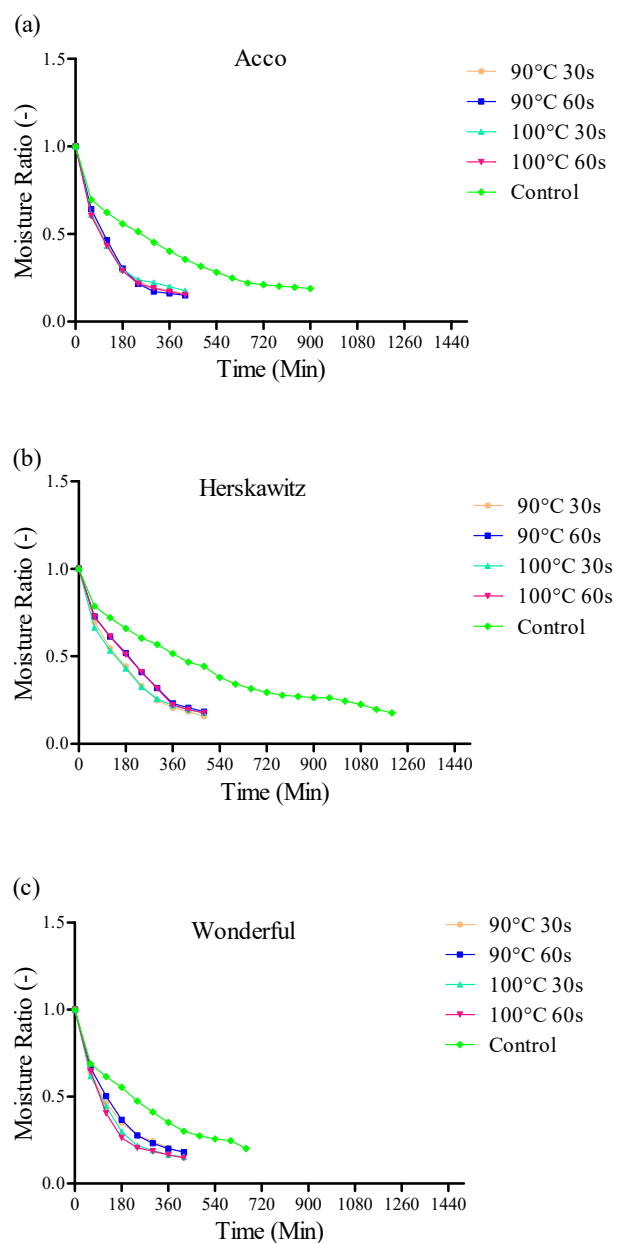 (a)
Acco
1.5
1.0
0.5
0.0
Moisture Ratio (-)
0 180 360 540 720 900 1080 1260 1440
Time (Min)
90°C 30s
90°C 60s
100°C 30s
100°C 60s
Control
(b)
Herskawitz
1.5
1.0
0.5
0.0
Moisture Ratio (-)
0 180 360 540 720 900 1080 1260 1440
Time (Min)
90°C 30s
90°C 60s
100°C 30s
100°C 60s
Control
(c)
Wonderful
1.5
1.0
0.5
0.0
Moisture Ratio (-)
0 180 360 540 720 900 1080 1260 1440
Time (Min)
90°C 30s
90°C 60s
100°C 30s
100°C 60s
Control